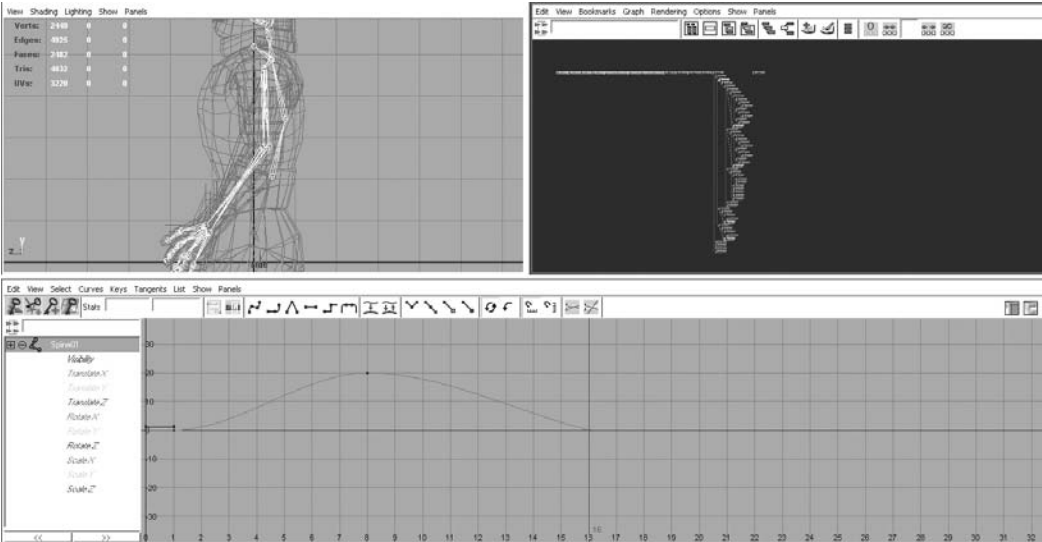 View Shading Lighting Show Panels
Verts: 2448 0 0
Edges: 4925 0 0
Faces: 2482 0 0
Tris: 4433 0 0
UVs: 3220 0 0
Edit View Bookmarks Graph Rendering Options Show Panels
Edit View Select Curves Keys Tangents List Show Panels
Stats
Spine01
Visibility
Translate X
Translate Y
Translate Z
Rotate X
Rotate Y
Rotate Z
Scale X
Scale Y
Scale Z
30
20
10
0
-10
-20
-30
16
<< >> 0 1 2 3 4 5 6 7 8 9 10 11 12 13 14 15 16 17 18 19 20 21 22 23 24 25 26 27 28 29 30 31 32